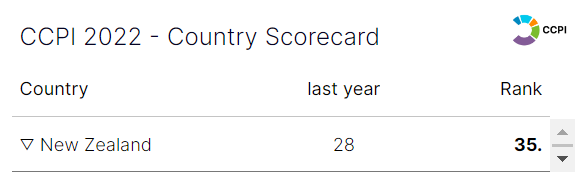 CCPI 2022 - Country Scorecard
CCPI
Country last year Rank
▽ New Zealand 28 35.